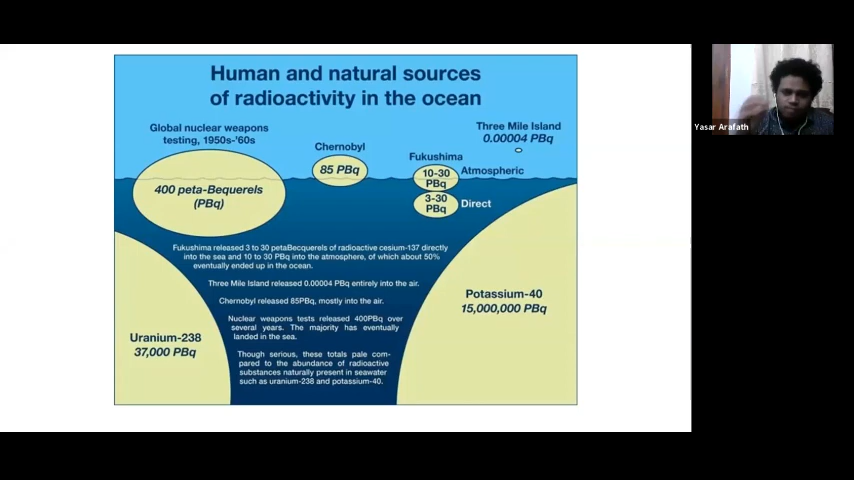 Human and natural sources
of radioactivity in the ocean
Global nuclear weapons
testing, 1950s-'60s
400 peta-Bequerels
(PBq)
Chernobyl
85 PBq
Three Mile Island
0.00004 PBq
Fukushima
10-30
PBq
Atmospheric
3-30
PBq
Direct
Fukushima released 3 to 30 petaBecquerels of radioactive cesium-137 directly
into the sea and 10 to 30 PBq into the atmosphere, of which about 50%
eventually ended up in the ocean.
Three Mile Island released 0.00004 PBq entirely into the air.
Chernobyl released 85PBq, mostly into the air.
Nuclear weapons tests released 400PBq over
several years. The majority has eventually
landed in the sea.
Though serious, these totals pale com-
pared to the abundance of radioactive
substances naturally present in seawater
such as uranium-238 and potassium-40.
Uranium-238
37,000 PBq
Potassium-40
15,000,000 PBq
Yasar Arafath